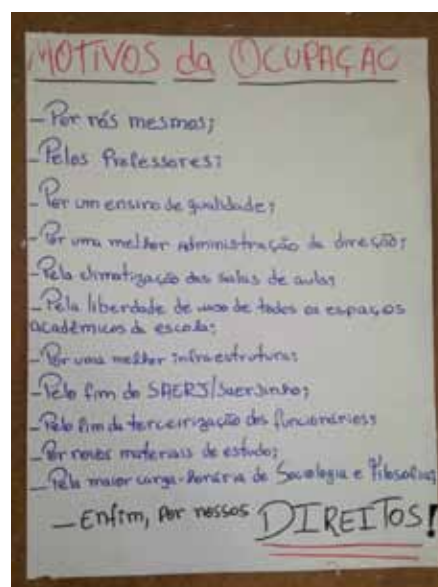 MOTIVOS da OCUPAÇÃO
- Por nós mesmos;
- Pelos Professores;
- Por um ensino de qualidade;
- Por uma melhor administração da direção;
- Pela climatização das salas de aula;
- Pela liberdade de uso de todos os espaços
acadêmicos da escola;
- Por uma melhor infraestrutura;
- Pelo fim do SAERJ/Saerjinho;
- Pelo fim da terceirização dos funcionários;
- Por novos materiais de estudo;
- Pela maior carga-horária de Sociologia e Filosofia;
- Enfim, Por nossos DIREITOS!